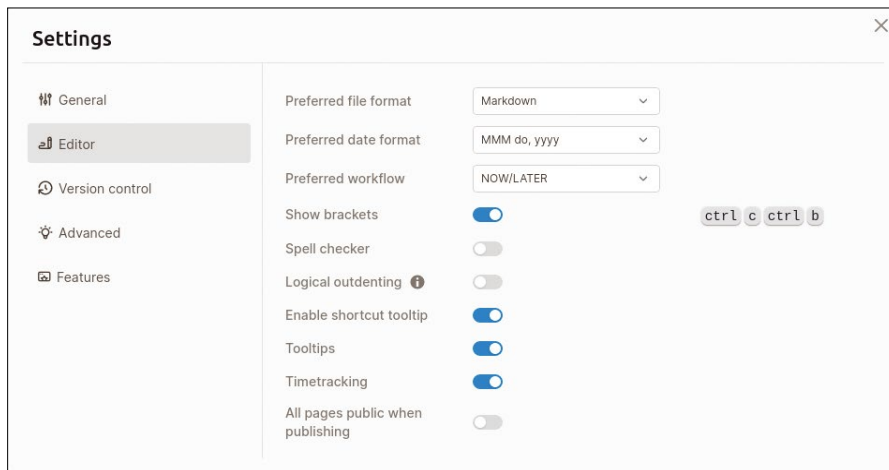 Settings
General
Editor
Version control
Advanced
Features
Preferred file format Markdown
Preferred date format MMM do, yyyy
Preferred workflow NOW/LATER
Show brackets ctrl c ctrl b
Spell checker
Logical outdenting
Enable shortcut tooltip
Tooltips
Timetracking
All pages public when
publishing